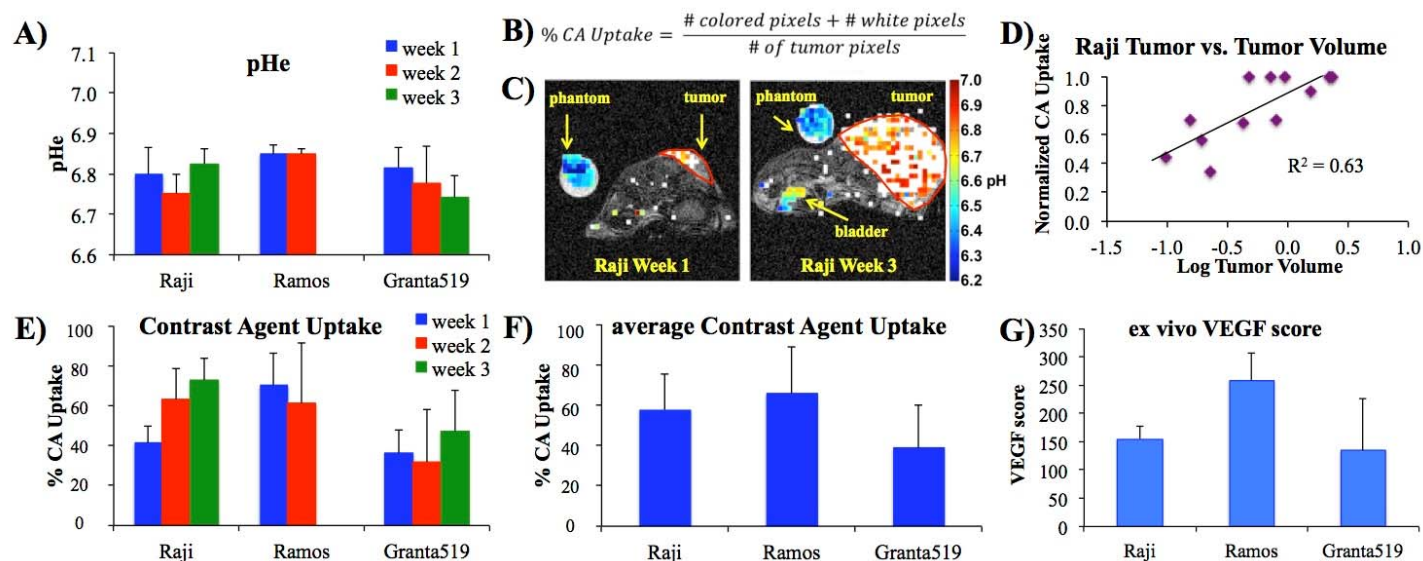 A)
pHe
week 1
week 2
week 3
7.1
7.0
6.9
6.8
6.7
6.6
pHe
Raji
Ramos
Granta519
B)
% CA Uptake = # colored pixels + # white pixels
# of tumor pixels
C)
phantom
tumor
Raji Week 1
phantom
tumor
bladder
Raji Week 3
7.0
6.9
6.8
6.7
6.6
pH
6.5
6.4
6.3
6.2
D)
Raji Tumor vs. Tumor Volume
Normalized CA Uptake
1.0
0.8
0.6
0.4
0.2
0.0
R² = 0.63
-1.5
-1.0
-0.5
0.0
0.5
1.0
Log Tumor Volume
E)
Contrast Agent Uptake
week 1
week 2
week 3
% CA Uptake
100
80
60
40
20
0
Raji
Ramos
Granta519
F)
average Contrast Agent Uptake
% CA Uptake
100
80
60
40
20
0
Raji
Ramos
Granta519
G)
ex vivo VEGF score
VEGF score
350
300
250
200
150
100
50
0
Raji
Ramos
Granta519